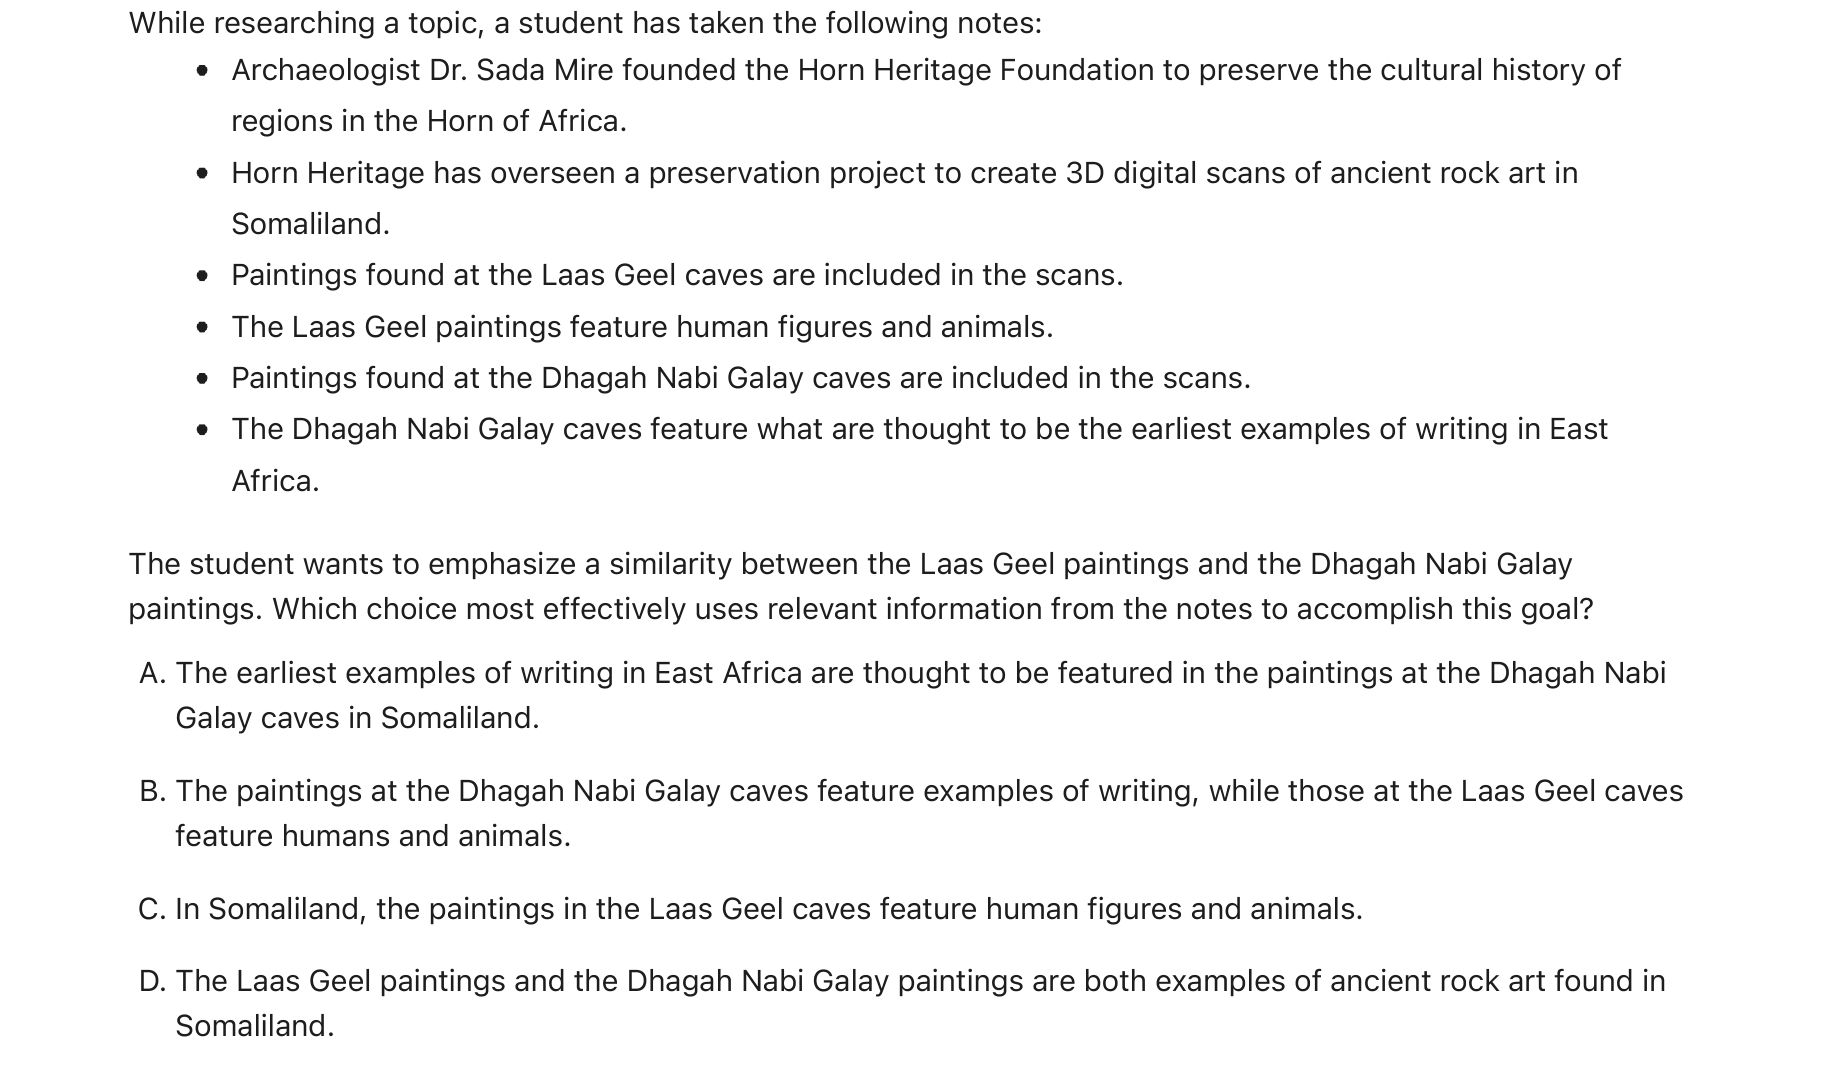 While researching a topic, a student has taken the following notes:
• Archaeologist Dr. Sada Mire founded the Horn Heritage Foundation to preserve the cultural history of
regions in the Horn of Africa.
• Horn Heritage has overseen a preservation project to create 3D digital scans of ancient rock art in
Somaliland.
• Paintings found at the Laas Geel caves are included in the scans.
• The Laas Geel paintings feature human figures and animals.
• Paintings found at the Dhagah Nabi Galay caves are included in the scans.
• The Dhagah Nabi Galay caves feature what are thought to be the earliest examples of writing in East
Africa.
The student wants to emphasize a similarity between the Laas Geel paintings and the Dhagah Nabi Galay
paintings. Which choice most effectively uses relevant information from the notes to accomplish this goal?
A. The earliest examples of writing in East Africa are thought to be featured in the paintings at the Dhagah Nabi
Galay caves in Somaliland.
B. The paintings at the Dhagah Nabi Galay caves feature examples of writing, while those at the Laas Geel caves
feature humans and animals.
C. In Somaliland, the paintings in the Laas Geel caves feature human figures and animals.
D. The Laas Geel paintings and the Dhagah Nabi Galay paintings are both examples of ancient rock art found in
Somaliland.